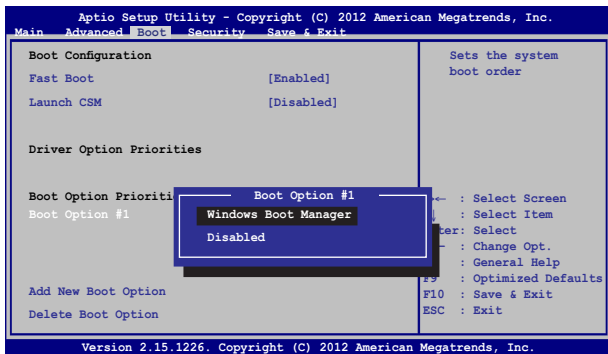 Aptio Setup Utility - Copyright (C) 2012 American Megatrends, Inc.
Main Advanced Boot Security Save & Exit
Boot Configuration
Fast Boot [Enabled]
Launch CSM [Disabled]
Driver Option Priorities
Boot Option Prioriti
Boot Option #1
Add New Boot Option
Delete Boot Option
Boot Option #1
Windows Boot Manager
Disabled
Sets the system
boot order
→← : Select Screen
: Select Item
ter: Select
— : Change Opt.
: General Help
F9 : Optimized Defaults
F10 : Save & Exit
ESC : Exit
Version 2.15.1226. Copyright (C) 2012 American Megatrends, Inc.